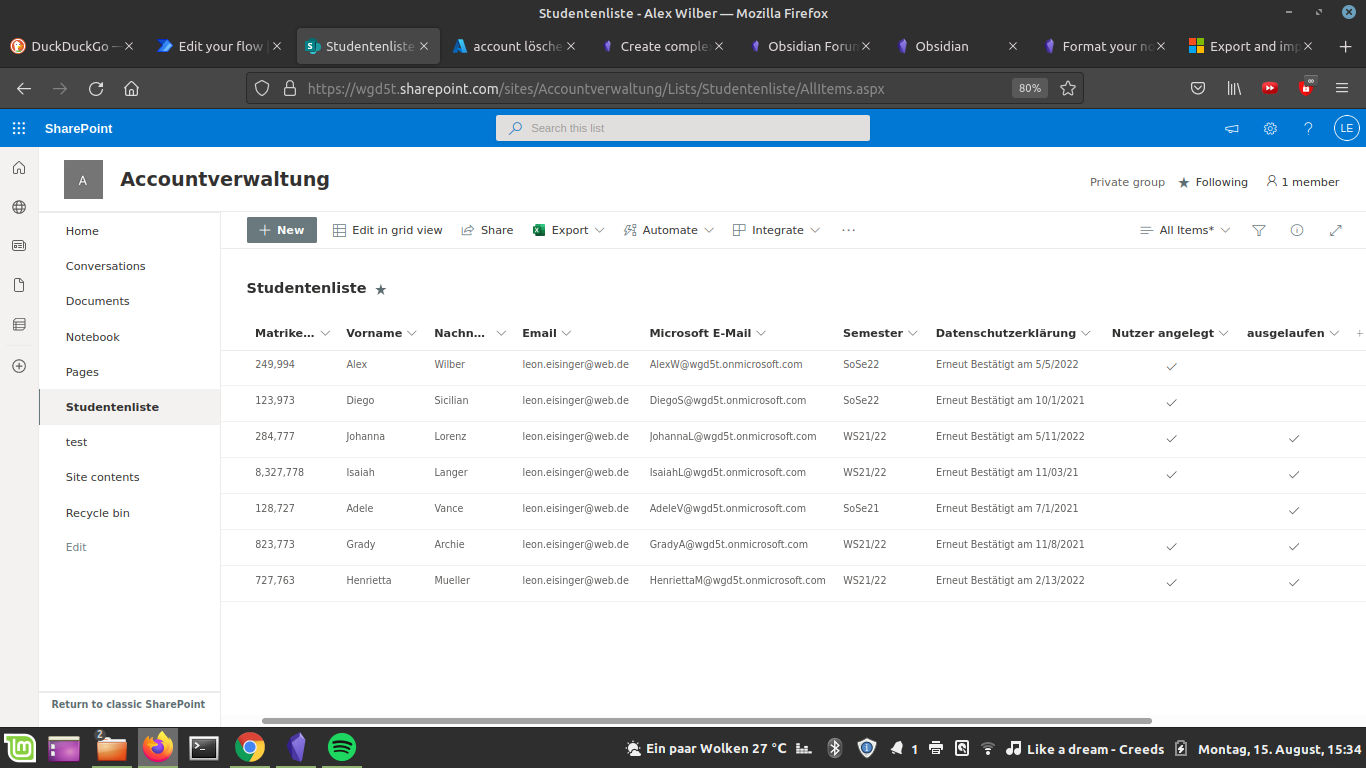 Studentenliste - Alex Wilber — Mozilla Firefox
DuckDuckGo — Edit your flow | Studentenliste account lösche Create comple Obsidian Forun Obsidian Format your no Export and imp
https://wgd5t.sharepoint.com/sites/Accountverwaltung/Lists/Studentenliste/AllItems.aspx 80%
SharePoint Search this list LE
A Accountverwaltung Private group Following 1 member
Home
Conversations
Documents
Notebook
Pages
Studentenliste
test
Site contents
Recycle bin
Edit
Return to classic SharePoint
New Edit in grid view Share Export Automate Integrate ··· All Items*
Studentenliste
Matrike... Vorname Nachn... Email Microsoft E-Mail Semester Datenschutzerklärung Nutzer angelegt ausgelaufen +
249,994 Alex Wilber leon.eisinger@web.de AlexW@wgd5t.onmicrosoft.com SoSe22 Erneut Bestätigt am 5/5/2022
123,973 Diego Sicilian leon.eisinger@web.de DiegoS@wgd5t.onmicrosoft.com SoSe22 Erneut Bestätigt am 10/1/2021
284,777 Johanna Lorenz leon.eisinger@web.de JohannaL@wgd5t.onmicrosoft.com WS21/22 Erneut Bestätigt am 5/11/2022
8,327,778 Isaiah Langer leon.eisinger@web.de IsaiahL@wgd5t.onmicrosoft.com WS21/22 Erneut Bestätigt am 11/03/21
128,727 Adele Vance leon.eisinger@web.de AdeleV@wgd5t.onmicrosoft.com SoSe21 Erneut Bestätigt am 7/1/2021
823,773 Grady Archie leon.eisinger@web.de GradyA@wgd5t.onmicrosoft.com WS21/22 Erneut Bestätigt am 11/8/2021
727,763 Henrietta Mueller leon.eisinger@web.de HenriettaM@wgd5t.onmicrosoft.com WS21/22 Erneut Bestätigt am 2/13/2022
2 Ein paar Wolken 27 °C 1 Like a dream - Creeds Montag, 15. August, 15:34